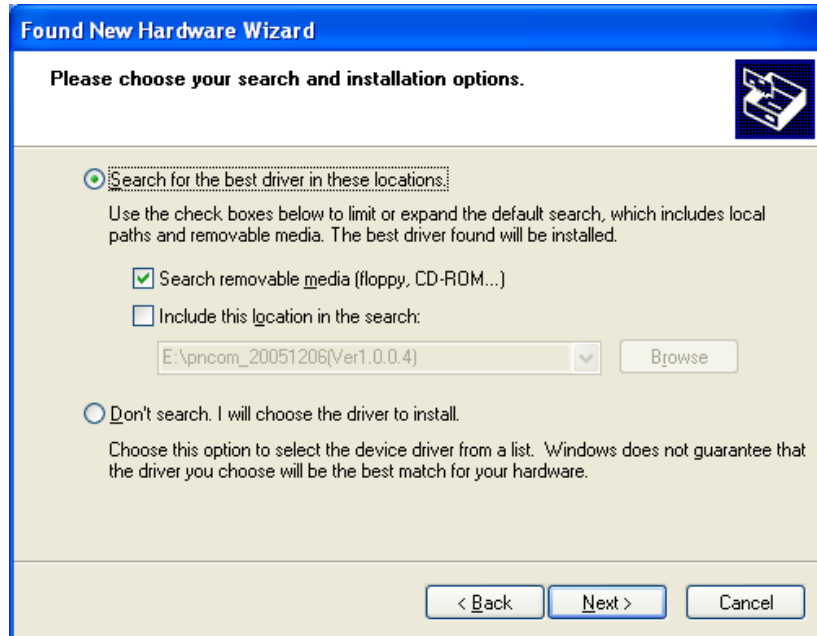 Found New Hardware Wizard
Please choose your search and installation options.
Search for the best driver in these locations.
Use the check boxes below to limit or expand the default search, which includes local
paths and removable media. The best driver found will be installed.
Search removable media (floppy, CD-ROM...)
Include this location in the search:
E:\pncom_20051206(Ver1.0.0.4)
Browse
Don't search. I will choose the driver to install.
Choose this option to select the device driver from a list.  Windows does not guarantee that
the driver you choose will be the best match for your hardware.
< Back
Next >
Cancel